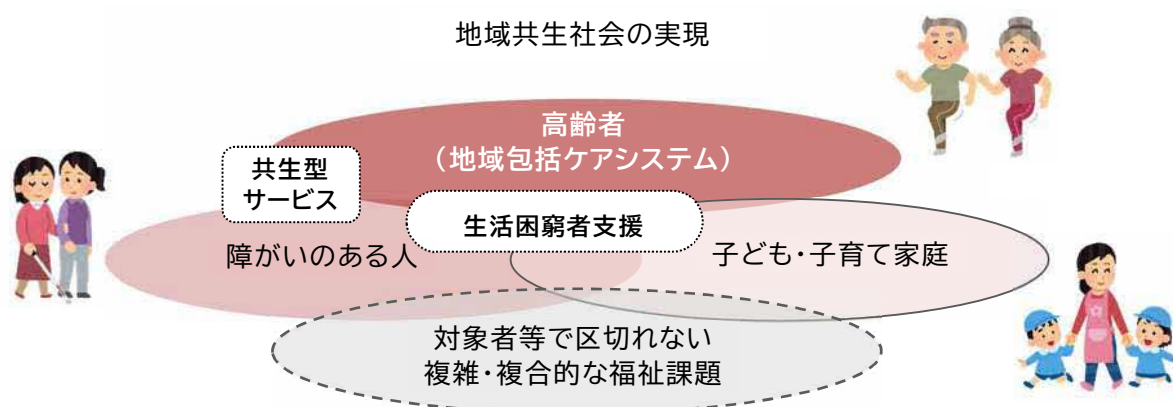 地域共生社会の実現
高齢者
（地域包括ケアシステム）
共生型
サービス
生活困窮者支援
障がいのある人
子ども・子育て家庭
対象者等で区切れない
複雑・複合的な福祉課題